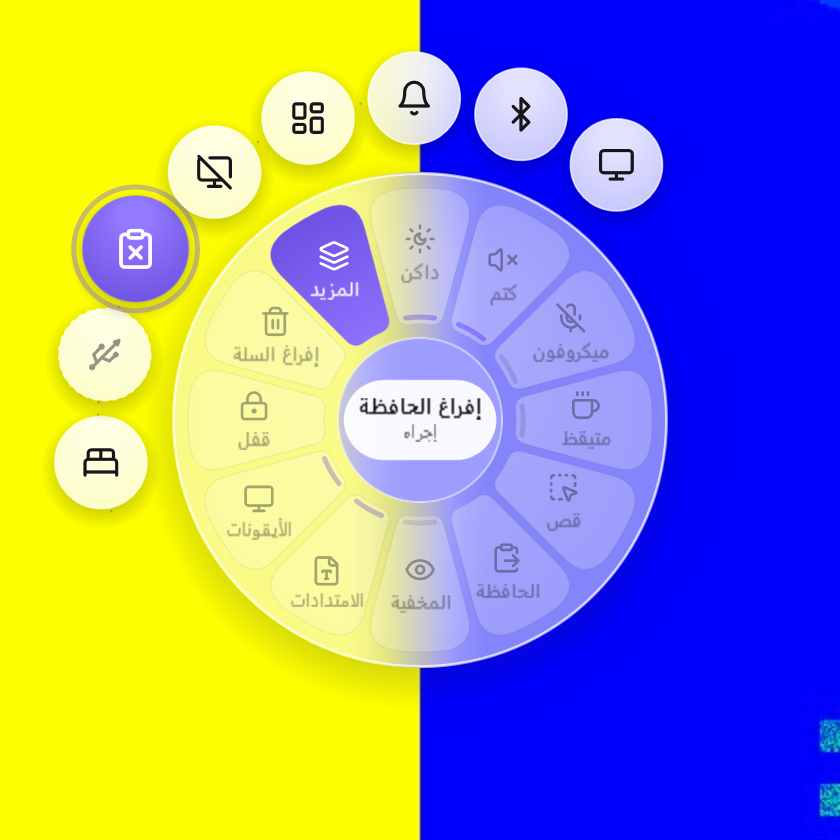 داكن
كتم
المزيد
ميكروفون
إفراغ السلة
إفراغ الحافظة
إجراء
متيقظ
قفل
قص
الأيقونات
الحافظة
المخفية
الامتدادات